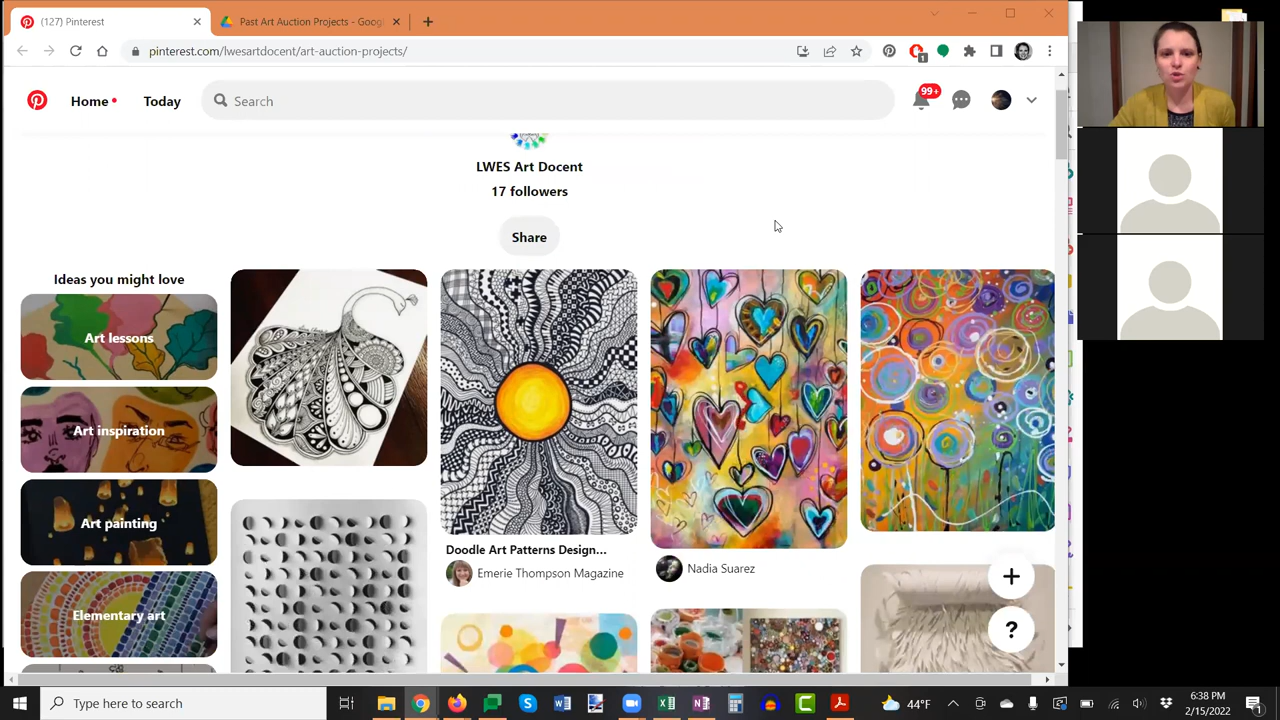 (127) Pinterest
Past Art Auction Projects - Goog
pinterest.com/lwesartdocent/art-auction-projects/
1
Home
Today
Search
99+
LWES Art Docent
17 followers
Share
Ideas you might love
Art lessons
Art inspiration
Art painting
Elementary art
Doodle Art Patterns Design...
Emerie Thompson Magazine
Nadia Suarez
+
?
Type here to search
44°F
6:38 PM
2/15/2022
1